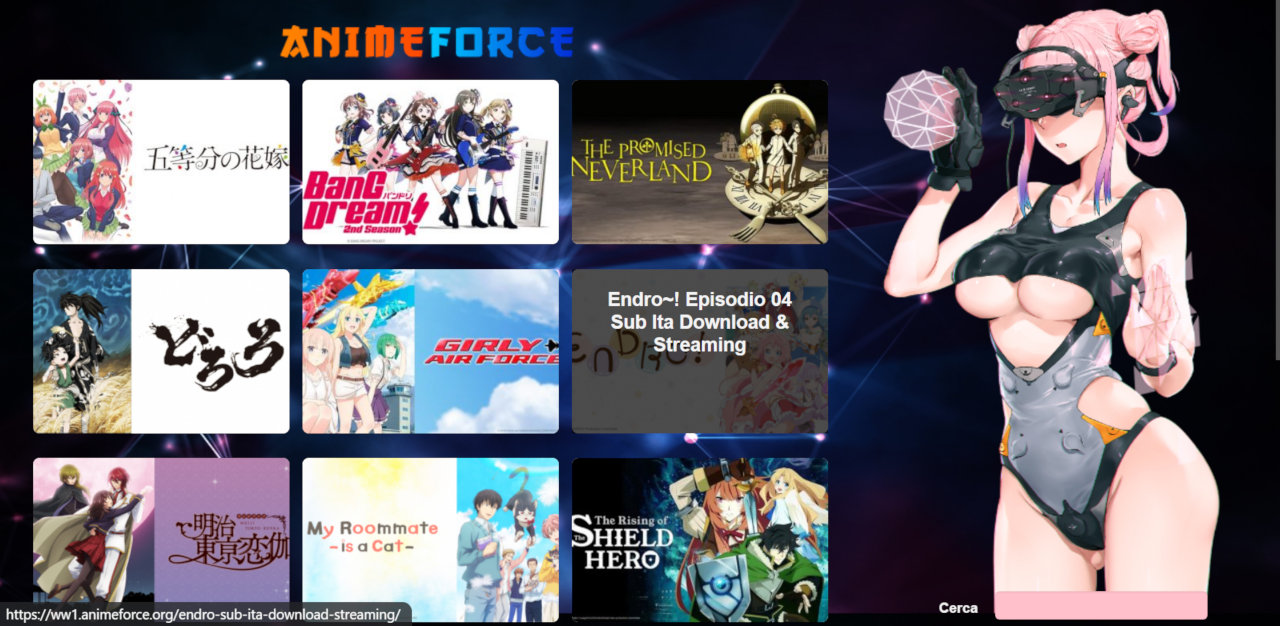 ANIMEFORCE
五等分の花嫁
BanG
バンドリ
Dream!
2nd Season
THE PROMISED
NEVERLAND
どろろ
GIRLY
AIR FORCE
Endro~! Episodio 04
Sub Ita Download &
Streaming
ENDRO!
明治
東亰恋伽
My Roommate
-is a Cat-
The Rising of
The SHIELD
HERO
Cerca
https://ww1.animeforce.org/endro-sub-ita-download-streaming/